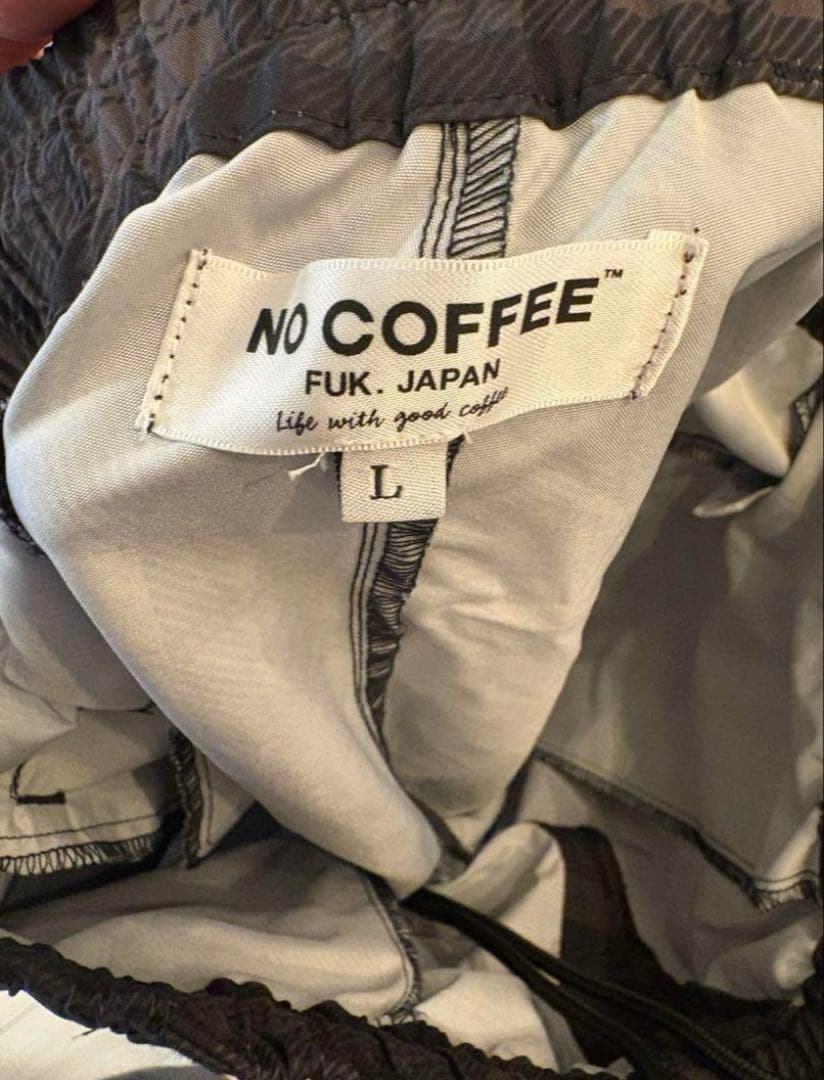 NO COFFEE™
FUK. JAPAN
Life with good coffee
L